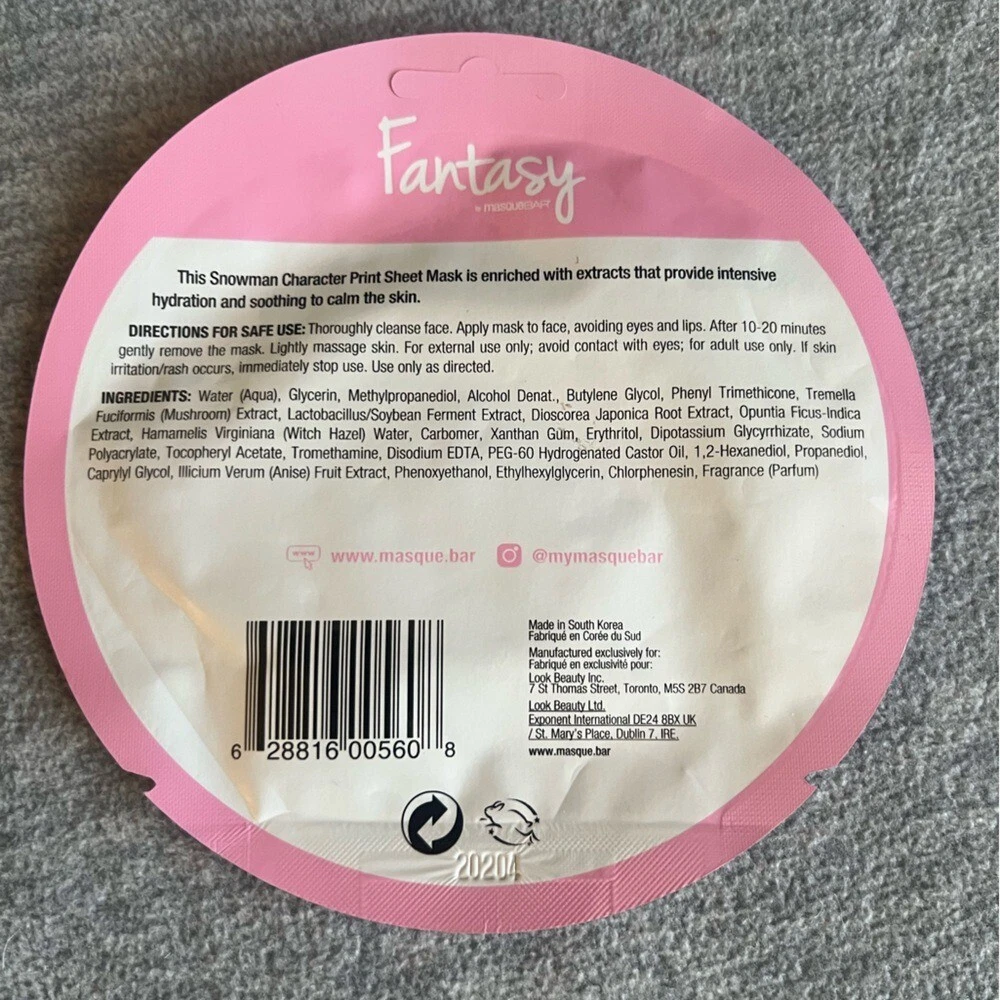 Fantasy
by masqueBAR
This Snowman Character Print Sheet Mask is enriched with extracts that provide intensive
hydration and soothing to calm the skin.
DIRECTIONS FOR SAFE USE: Thoroughly cleanse face. Apply mask to face, avoiding eyes and lips. After 10-20 minutes
gently remove the mask. Lightly massage skin. For external use only; avoid contact with eyes; for adult use only. If skin
irritation/rash occurs, immediately stop use. Use only as directed.
INGREDIENTS: Water (Aqua), Glycerin, Methylpropanediol, Alcohol Denat., Butylene Glycol, Phenyl Trimethicone, Tremella
Fuciformis (Mushroom) Extract, Lactobacillus/Soybean Ferment Extract, Dioscorea Japonica Root Extract, Opuntia Ficus-Indica
Extract, Hamamelis Virginiana (Witch Hazel) Water, Carbomer, Xanthan Gum, Erythritol, Dipotassium Glycyrrhizate, Sodium
Polyacrylate, Tocopheryl Acetate, Tromethamine, Disodium EDTA, PEG-60 Hydrogenated Castor Oil, 1,2-Hexanediol, Propanediol,
Caprylyl Glycol, Illicium Verum (Anise) Fruit Extract, Phenoxyethanol, Ethylhexylglycerin, Chlorphenesin, Fragrance (Parfum)
www www.masque.bar @mymasquebar
Made in South Korea
Fabriqué en Corée du Sud
Manufactured exclusively for:
Fabriqué en exclusivité pour:
Look Beauty Inc.
7 St Thomas Street, Toronto, M5S 2B7 Canada
Look Beauty Ltd.
Exponent International DE24 8BX UK
/ St. Mary's Place, Dublin 7, IRE.
www.masque.bar
6 28816 00560 8
20204